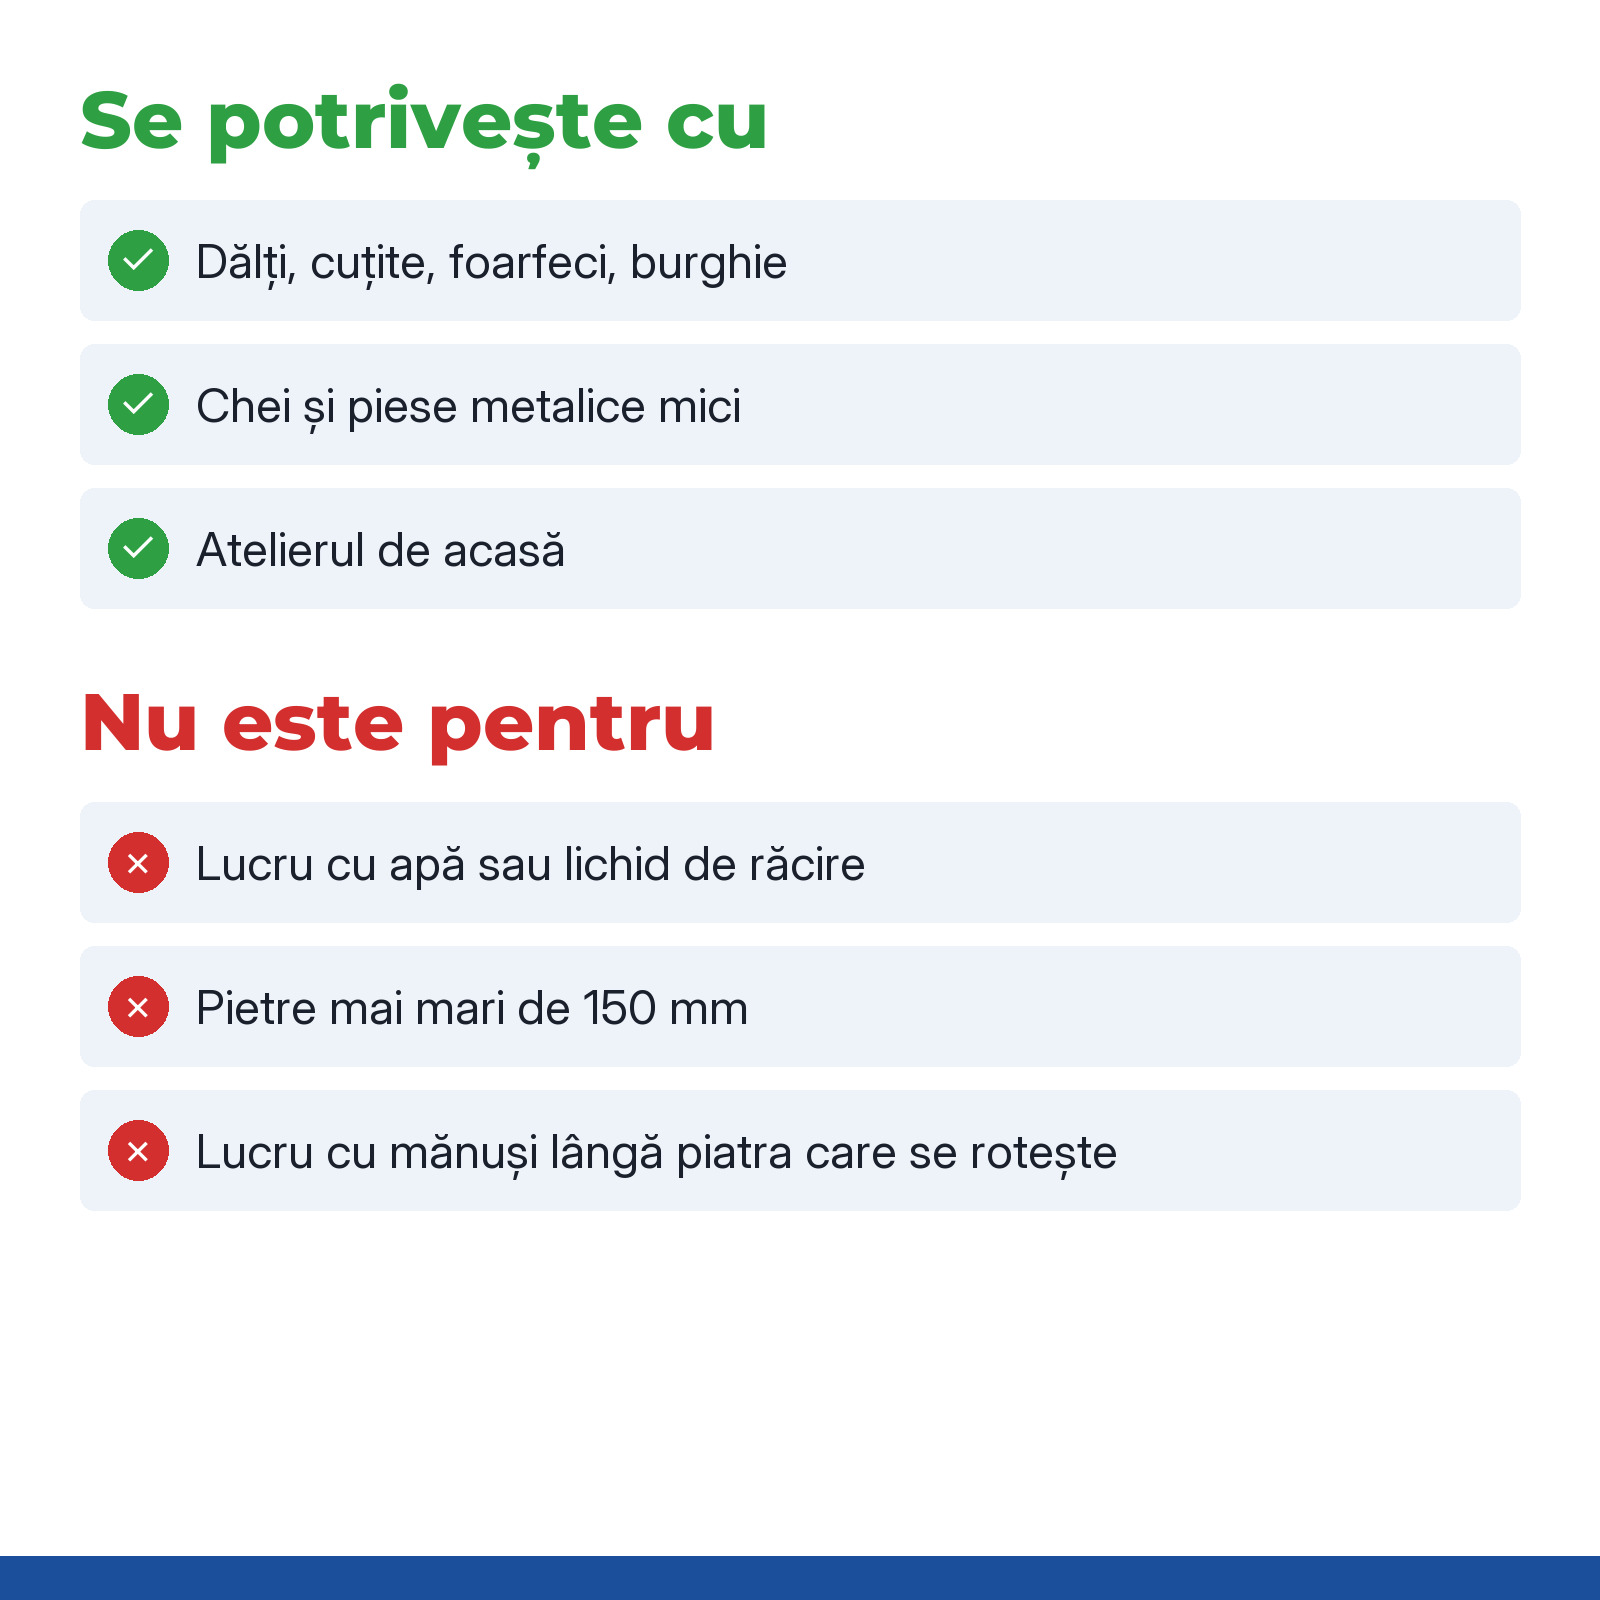 Se potrivește cu
Dălți, cuțite, foarfeci, burghie
Chei și piese metalice mici
Atelierul de acasă
Nu este pentru
Lucru cu apă sau lichid de răcire
Pietre mai mari de 150 mm
Lucru cu mănuși lângă piatra care se rotește